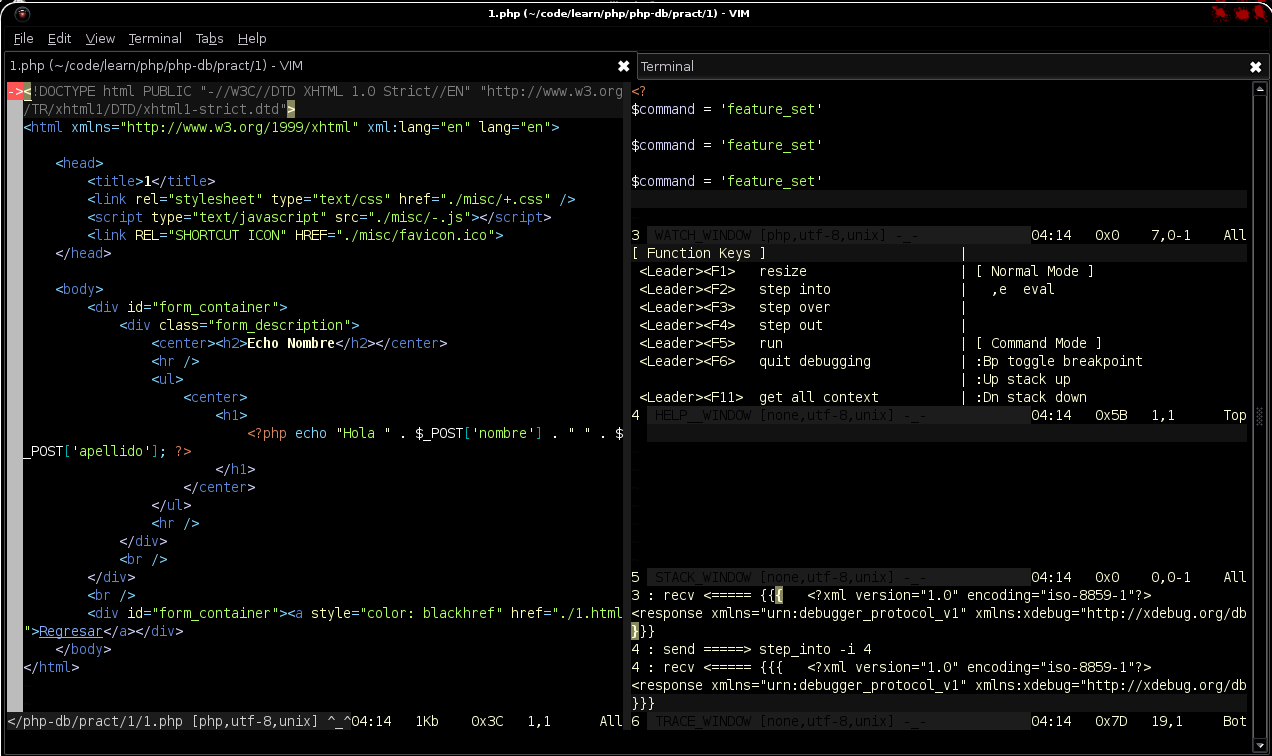 1.php (~/code/learn/php/php-db/pract/1) - VIM
File Edit View Terminal Tabs Help
1.php (~/code/learn/php/php-db/pract/1) - VIM
-><!DOCTYPE html PUBLIC "-//W3C//DTD XHTML 1.0 Strict//EN" "http://www.w3.org
/TR/xhtml1/DTD/xhtml1-strict.dtd">
<html xmlns="http://www.w3.org/1999/xhtml" xml:lang="en" lang="en">
<head>
<title>1</title>
<link rel="stylesheet" type="text/css" href="./misc/+.css" />
<script type="text/javascript" src="./misc/-.js"></script>
<link REL="SHORTCUT ICON" HREF="./misc/favicon.ico">
</head>
<body>
<div id="form_container">
<div class="form_description">
<center><h2>Echo Nombre</h2></center>
<hr />
<ul>
<center>
<h1>
<?php echo "Hola " . $_POST['nombre'] . " " . $
_POST['apellido']; ?>
</h1>
</center>
</ul>
<hr />
</div>
<br />
</div>
<br />
<div id="form_container"><a style="color: blackhref" href="./1.html
">Regresar</a></div>
</body>
</html>
</php-db/pract/1/1.php [php,utf-8,unix] ^_^04:14 1Kb 0x3C 1,1 All
Terminal
<?
$command = 'feature_set'
$command = 'feature_set'
$command = 'feature_set'
3 WATCH_WINDOW [php,utf-8,unix] -_- 04:14 0x0 7,0-1 All
[ Function Keys ] |
<Leader><F1> resize | [ Normal Mode ]
<Leader><F2> step into | ,e eval
<Leader><F3> step over |
<Leader><F4> step out |
<Leader><F5> run | [ Command Mode ]
<Leader><F6> quit debugging | :Bp toggle breakpoint
| :Up stack up
<Leader><F11> get all context | :Dn stack down
4 HELP__WINDOW [none,utf-8,unix] -_- 04:14 0x5B 1,1 Top
5 STACK_WINDOW [none,utf-8,unix] -_- 04:14 0x0 0,0-1 All
3 : recv <===== {{{ <?xml version="1.0" encoding="iso-8859-1"?>
<response xmlns="urn:debugger_protocol_v1" xmlns:xdebug="http://xdebug.org/db
}}}
4 : send =====> step_into -i 4
4 : recv <===== {{{ <?xml version="1.0" encoding="iso-8859-1"?>
<response xmlns="urn:debugger_protocol_v1" xmlns:xdebug="http://xdebug.org/db
}}}
6 TRACE_WINDOW [none,utf-8,unix] -_- 04:14 0x7D 19,1 Bot